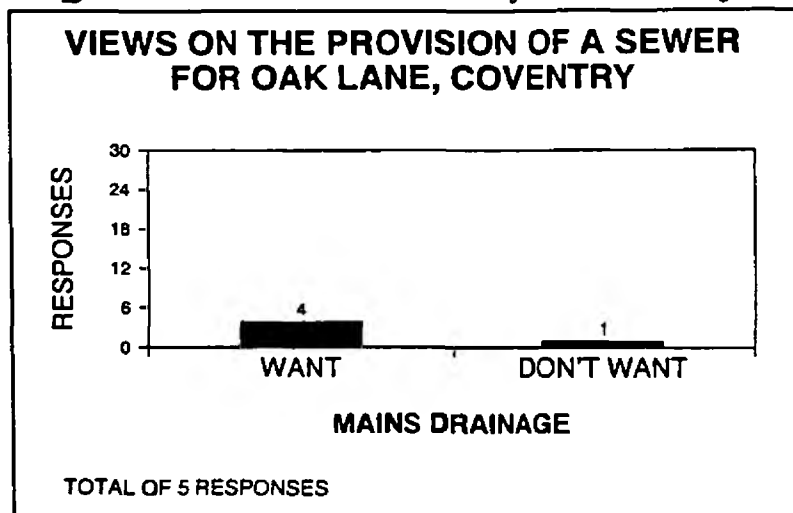 VIEWS ON THE PROVISION OF A SEWER
FOR OAK LANE, COVENTRY
RESPONSES
30
24
18
12
6
0
4
1
WANT
DON'T WANT
MAINS DRAINAGE
TOTAL OF 5 RESPONSES